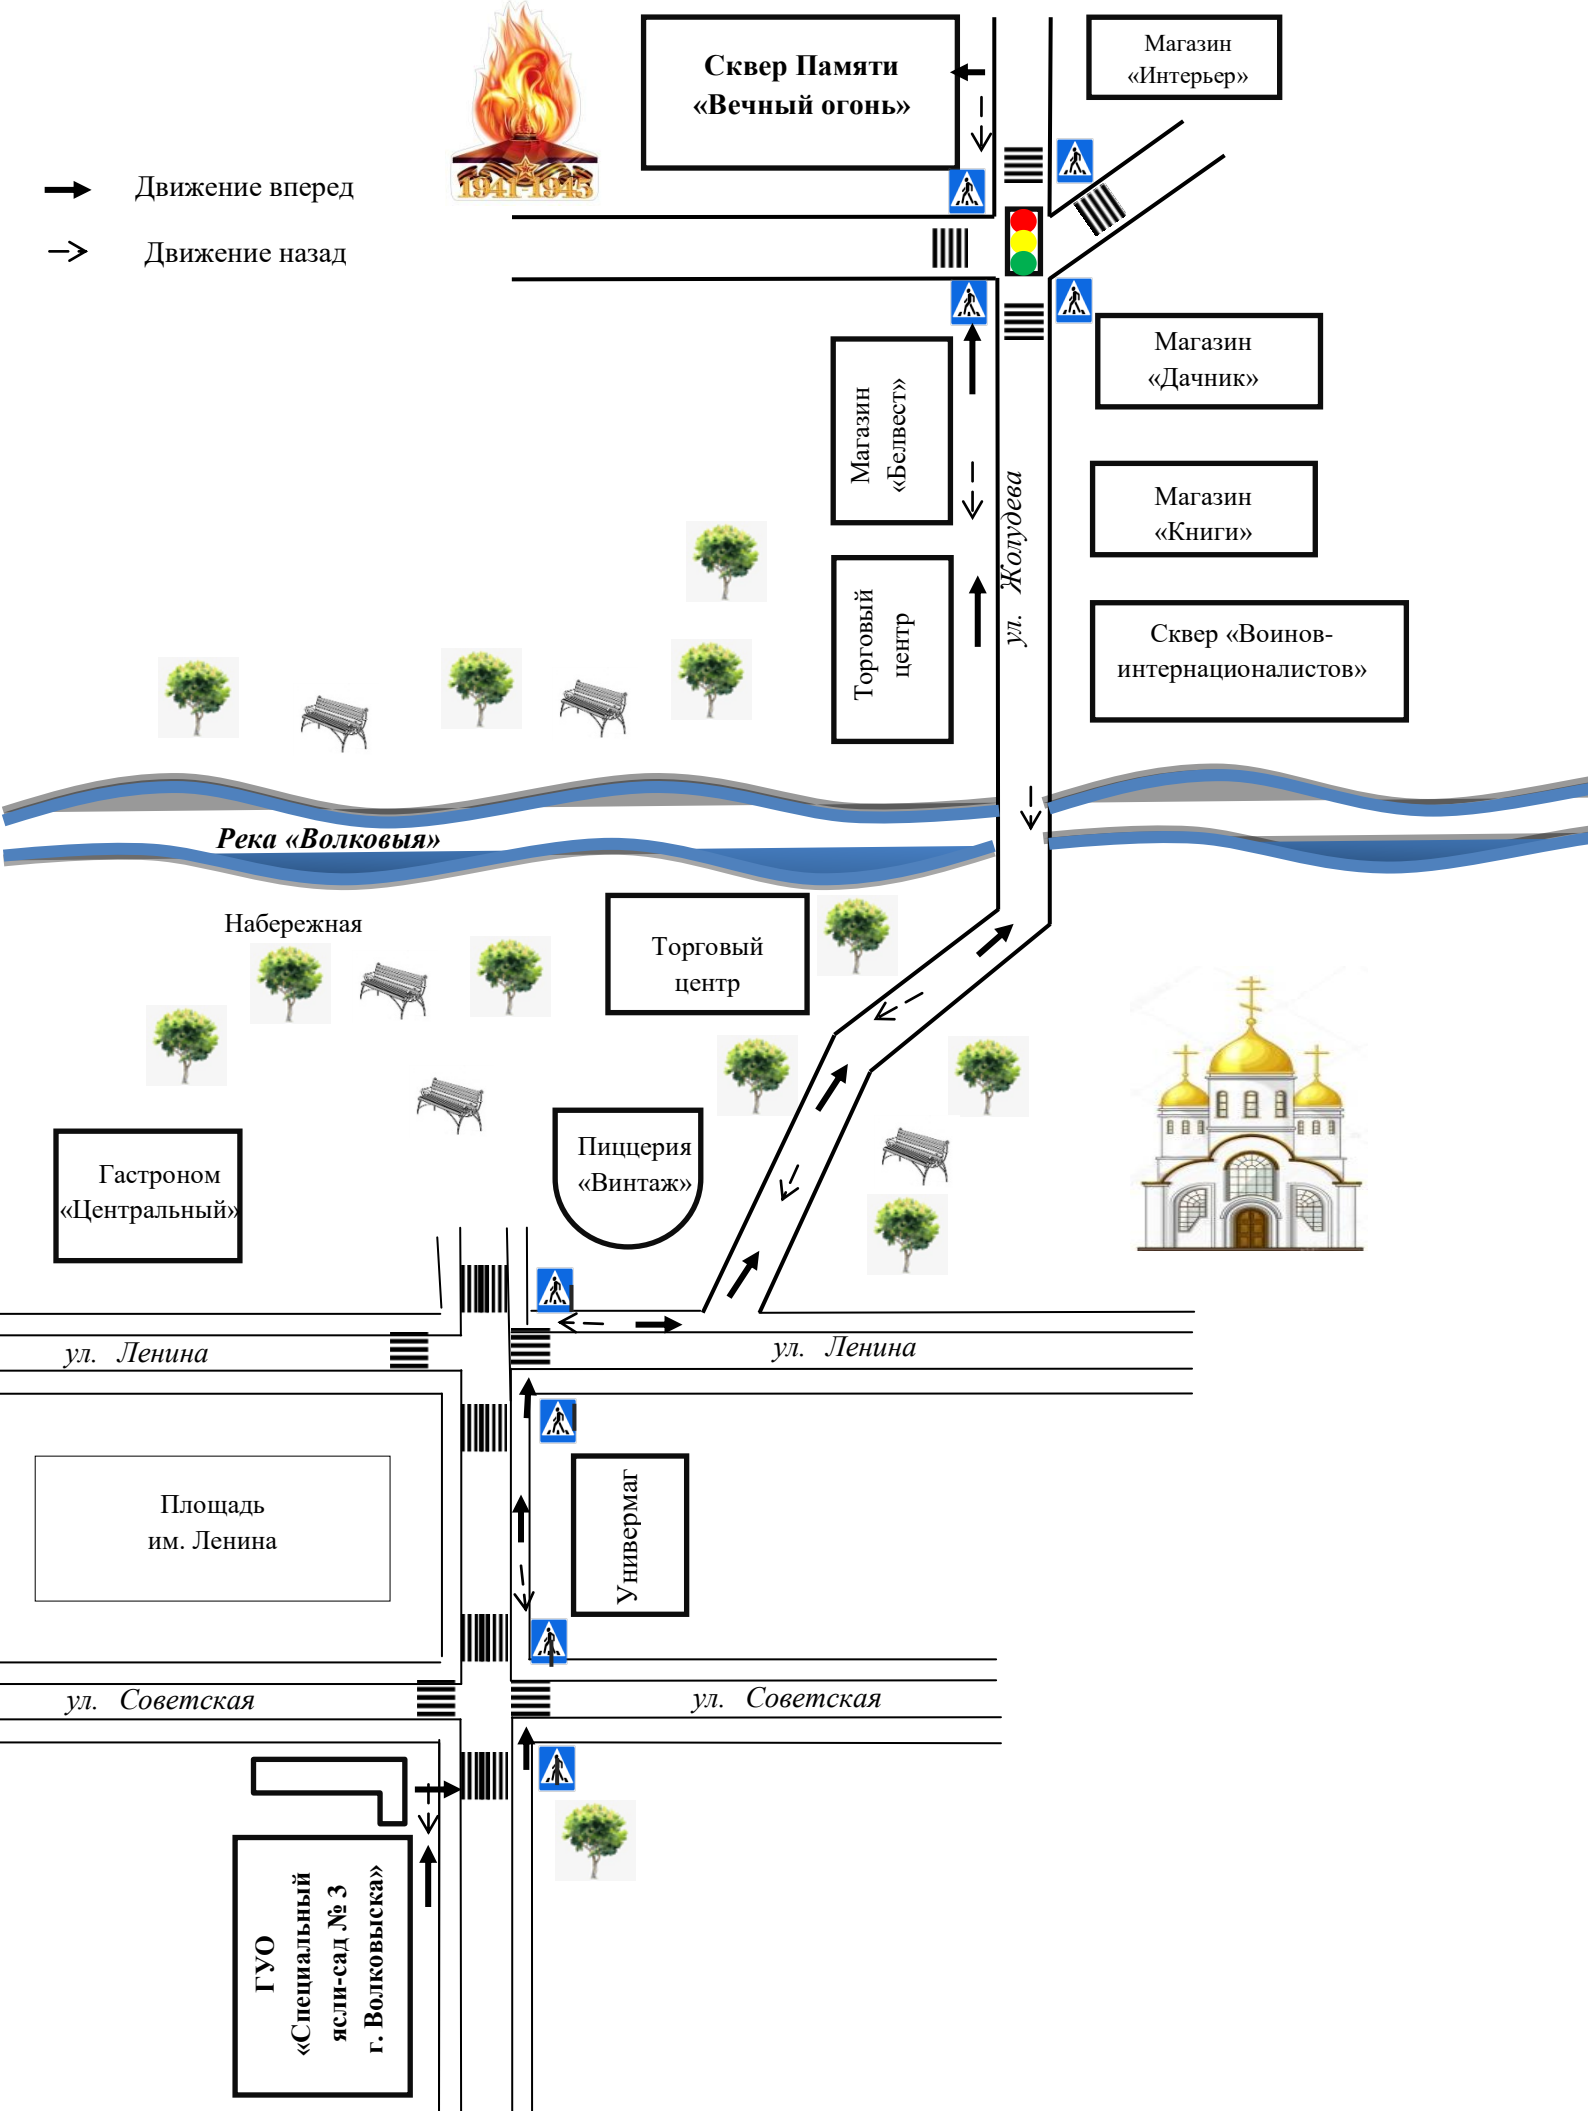 Сквер Памяти
«Вечный огонь»
Магазин
«Интерьер»
1941-1945
Движение вперед
Движение назад
Магазин
«Дачник»
Магазин
«Белвест»
ул. Жолудева
Магазин
«Книги»
Торговый
центр
Сквер «Воинов-
интернационалистов»
Река «Волковыя»
Набережная
Торговый
центр
Пиццерия
«Винтаж»
Гастроном
«Центральный»
ул. Ленина
ул. Ленина
Площадь
им. Ленина
Универмаг
ул. Советская
ул. Советская
ГУО
«Специальный
ясли-сад № 3
г. Волковыска»